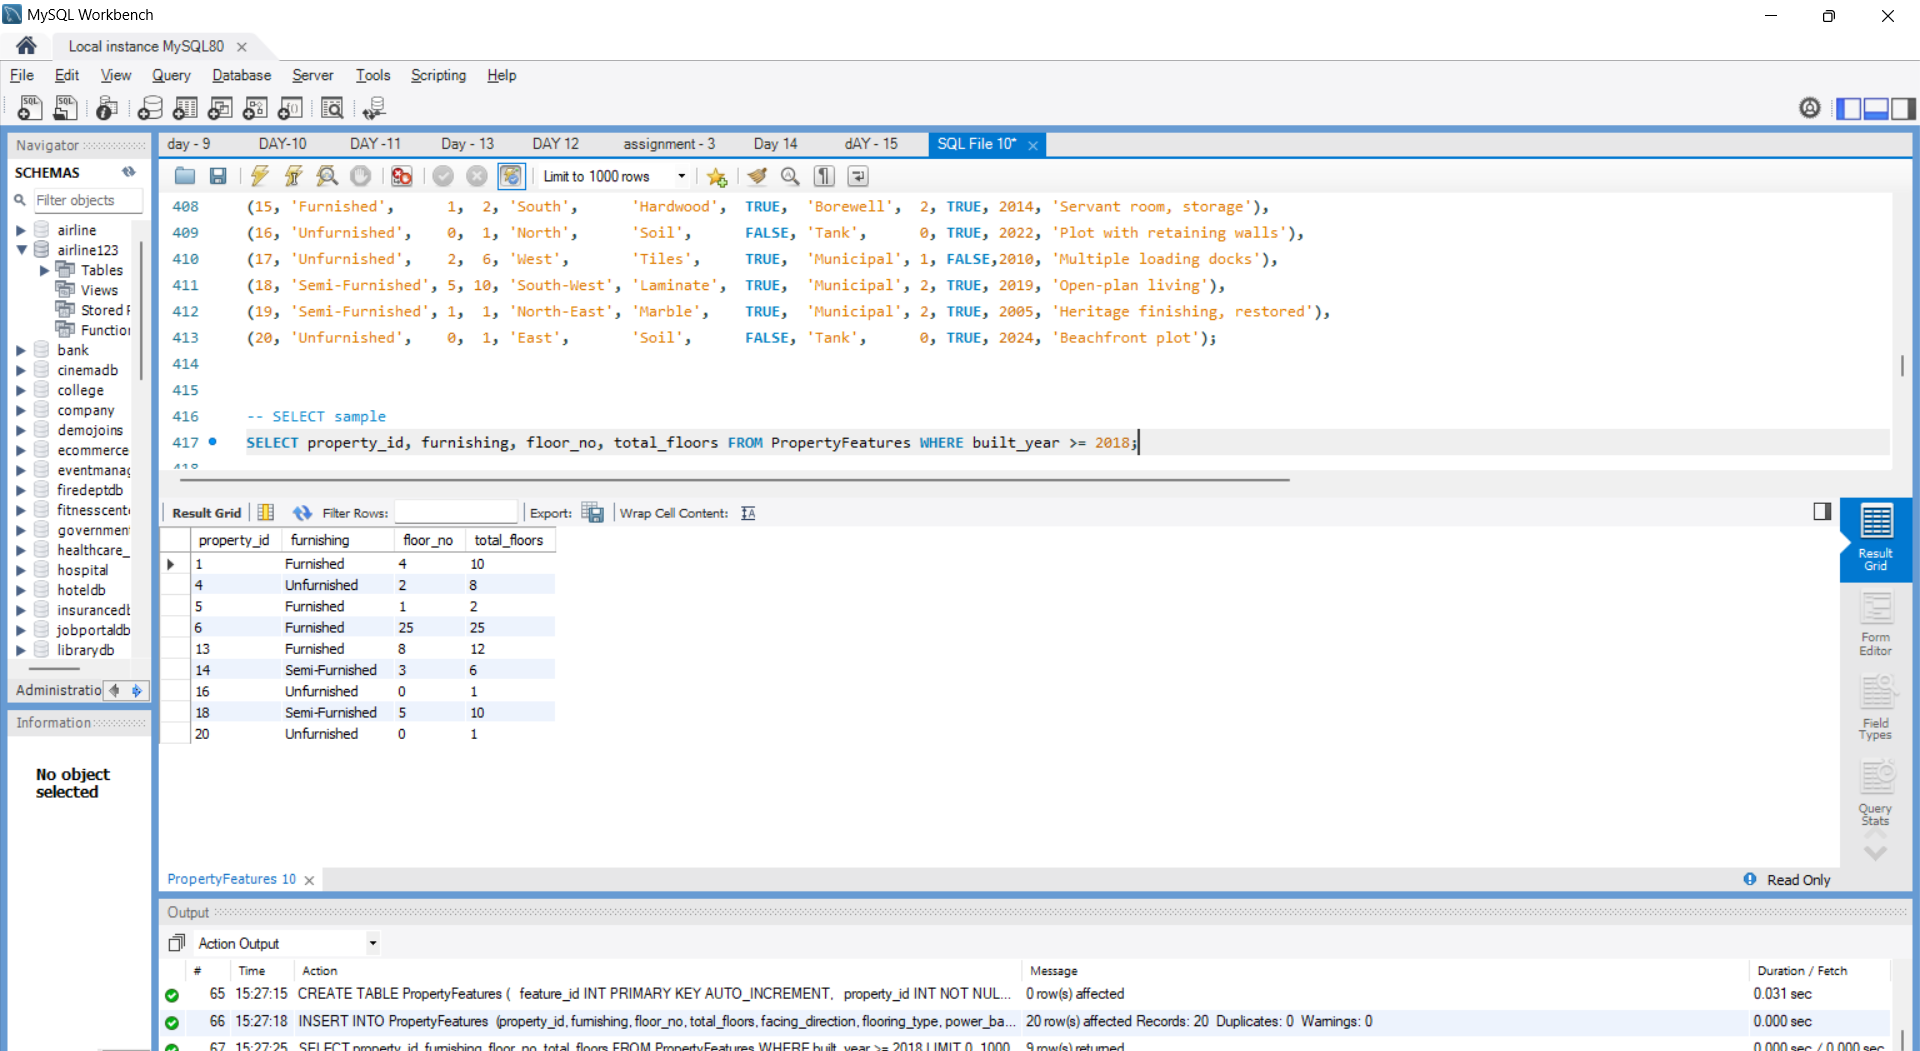 MySQL Workbench
Local instance MySQL80
File Edit View Query Database Server Tools Scripting Help
Navigator
SCHEMAS
Filter objects
airline
airline123
Tables
Views
Stored
Function
bank
cinemadb
college
company
demojoins
ecommerce
eventmanag
firedeptdb
fitnesscent
government
healthcare_
hospital
hoteldb
insurancedb
jobportaldb
librarydb
Administratio
Information
No object
selected
day - 9 DAY-10 DAY -11 Day - 13 DAY 12 assignment - 3 Day 14 dAY - 15 SQL File 10*
Limit to 1000 rows
408 (15, 'Furnished', 1, 2, 'South', 'Hardwood', TRUE, 'Borewell', 2, TRUE, 2014, 'Servant room, storage'),
409 (16, 'Unfurnished', 0, 1, 'North', 'Soil', FALSE, 'Tank', 0, TRUE, 2022, 'Plot with retaining walls'),
410 (17, 'Unfurnished', 2, 6, 'West', 'Tiles', TRUE, 'Municipal', 1, FALSE,2010, 'Multiple loading docks'),
411 (18, 'Semi-Furnished', 5, 10, 'South-West', 'Laminate', TRUE, 'Municipal', 2, TRUE, 2019, 'Open-plan living'),
412 (19, 'Semi-Furnished', 1, 1, 'North-East', 'Marble', TRUE, 'Municipal', 2, TRUE, 2005, 'Heritage finishing, restored'),
413 (20, 'Unfurnished', 0, 1, 'East', 'Soil', FALSE, 'Tank', 0, TRUE, 2024, 'Beachfront plot');
414
415
416 -- SELECT sample
417 SELECT property_id, furnishing, floor_no, total_floors FROM PropertyFeatures WHERE built_year >= 2018;
418
Result Grid Filter Rows: Export: Wrap Cell Content:
property_id furnishing floor_no total_floors
1 Furnished 4 10
4 Unfurnished 2 8
5 Furnished 1 2
6 Furnished 25 25
13 Furnished 8 12
14 Semi-Furnished 3 6
16 Unfurnished 0 1
18 Semi-Furnished 5 10
20 Unfurnished 0 1
Result
Grid
Form
Editor
Field
Types
Query
Stats
PropertyFeatures 10
Read Only
Output
Action Output
# Time Action Message Duration / Fetch
65 15:27:15 CREATE TABLE PropertyFeatures ( feature_id INT PRIMARY KEY AUTO_INCREMENT, property_id INT NOT NUL... 0 row(s) affected 0.031 sec
66 15:27:18 INSERT INTO PropertyFeatures (property_id, furnishing, floor_no, total_floors, facing_direction, flooring_type, power_ba... 20 row(s) affected Records: 20 Duplicates: 0 Warnings: 0 0.000 sec
67 15:27:25 SELECT property_id, furnishing, floor_no, total_floors FROM PropertyFeatures WHERE built_year >= 2018 LIMIT 0, 1000 9 row(s) returned 0.000 sec / 0.000 sec